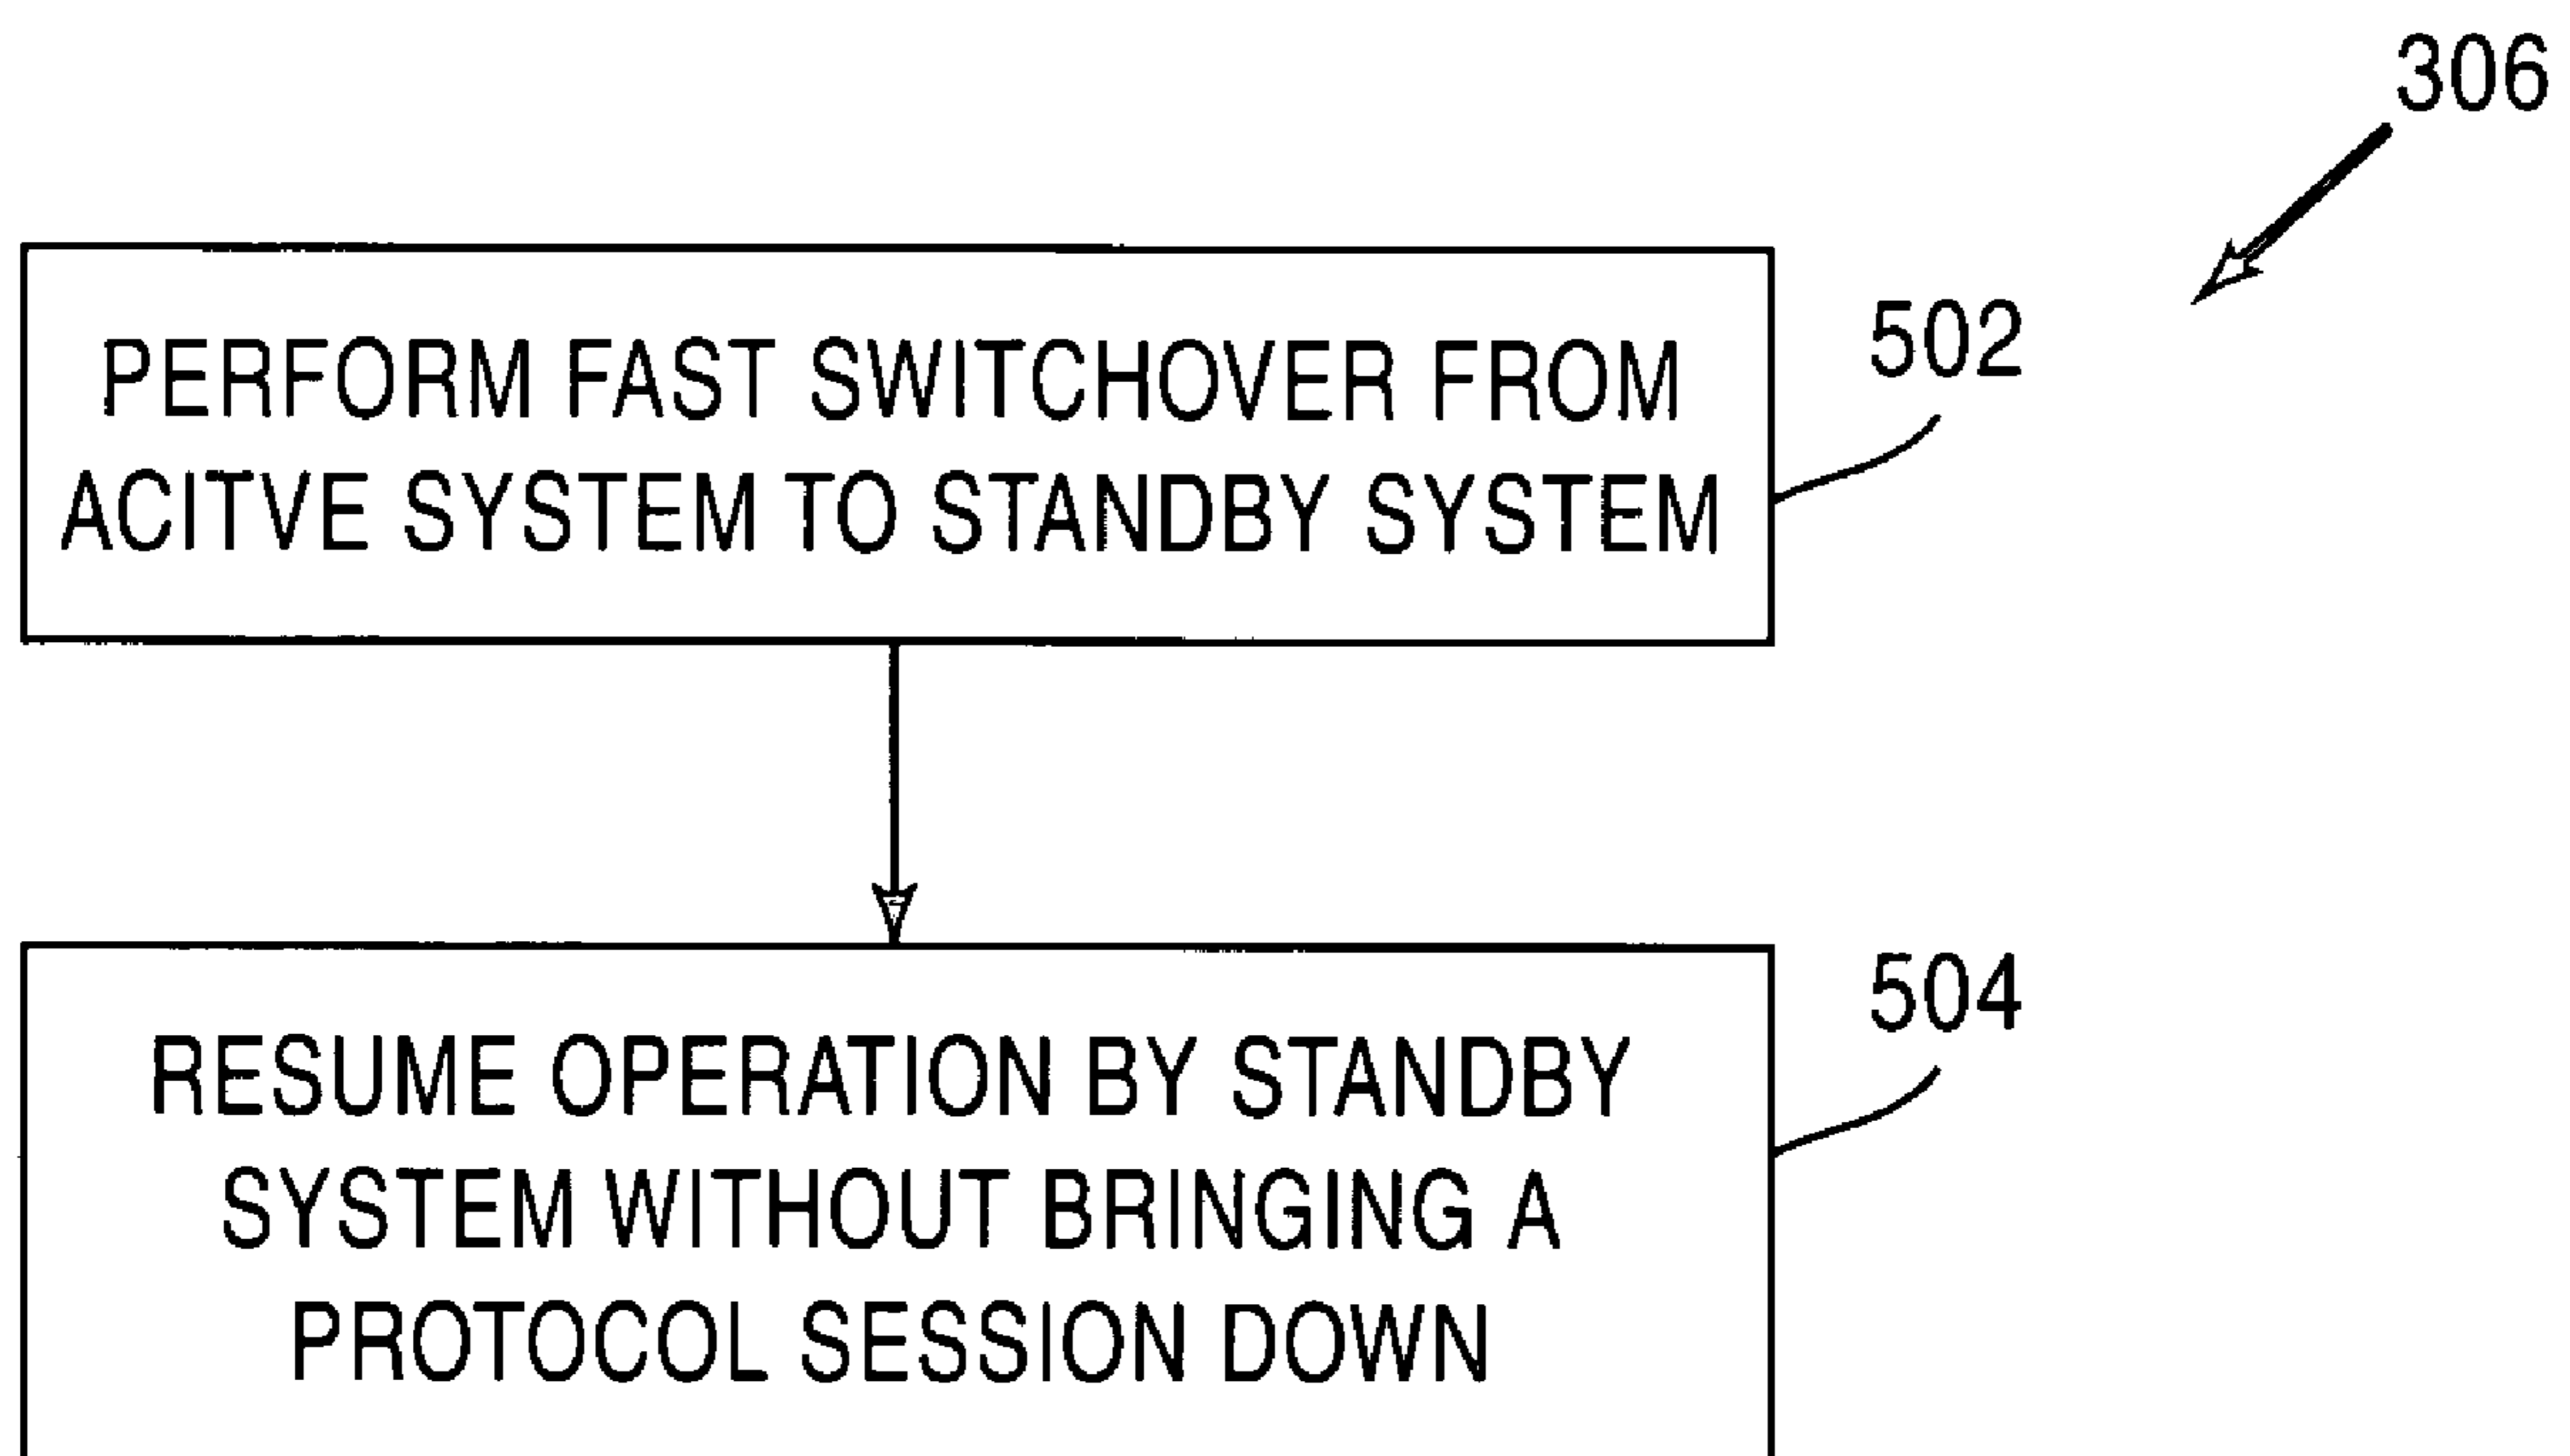 306
PERFORM FAST SWITCHOVER FROM
ACITVE SYSTEM TO STANDBY SYSTEM
502
RESUME OPERATION BY STANDBY
SYSTEM WITHOUT BRINGING A
PROTOCOL SESSION DOWN
504